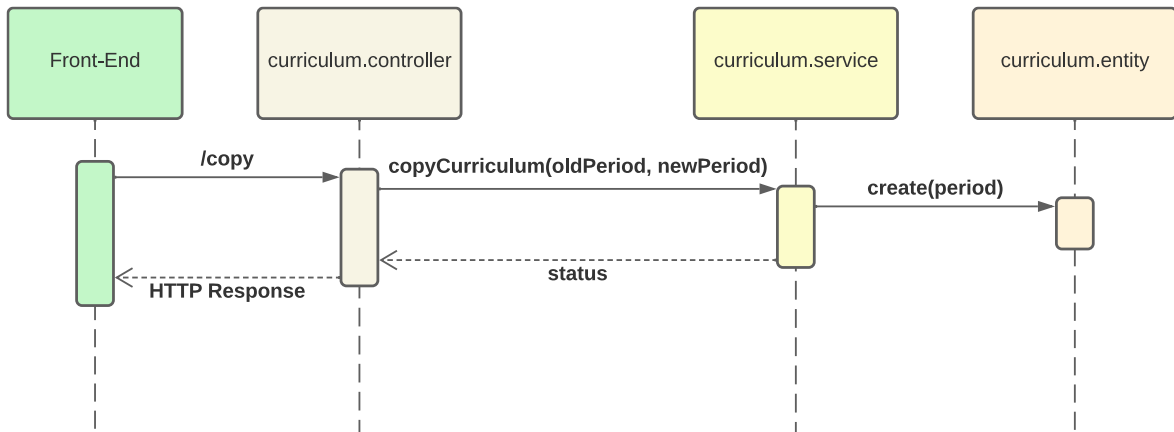 Front-End
curriculum.controller
curriculum.service
curriculum.entity
/copy
copyCurriculum(oldPeriod, newPeriod)
create(period)
status
HTTP Response